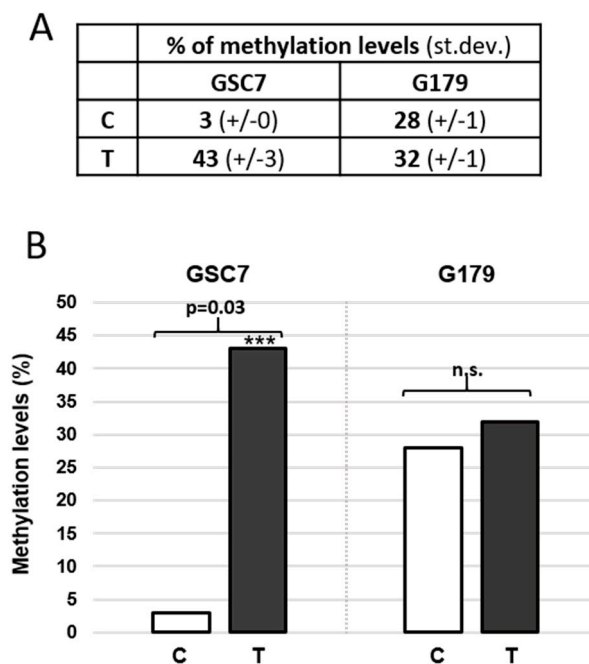 A
% of methylation levels (st.dev.)
GSC7 G179
C 3 (+/-0) 28 (+/-1)
T 43 (+/-3) 32 (+/-1)
B
GSC7 G179
Methylation levels (%)
50
45
40
35
30
25
20
15
10
5
0
p=0.03
***
n.s.
C T C T